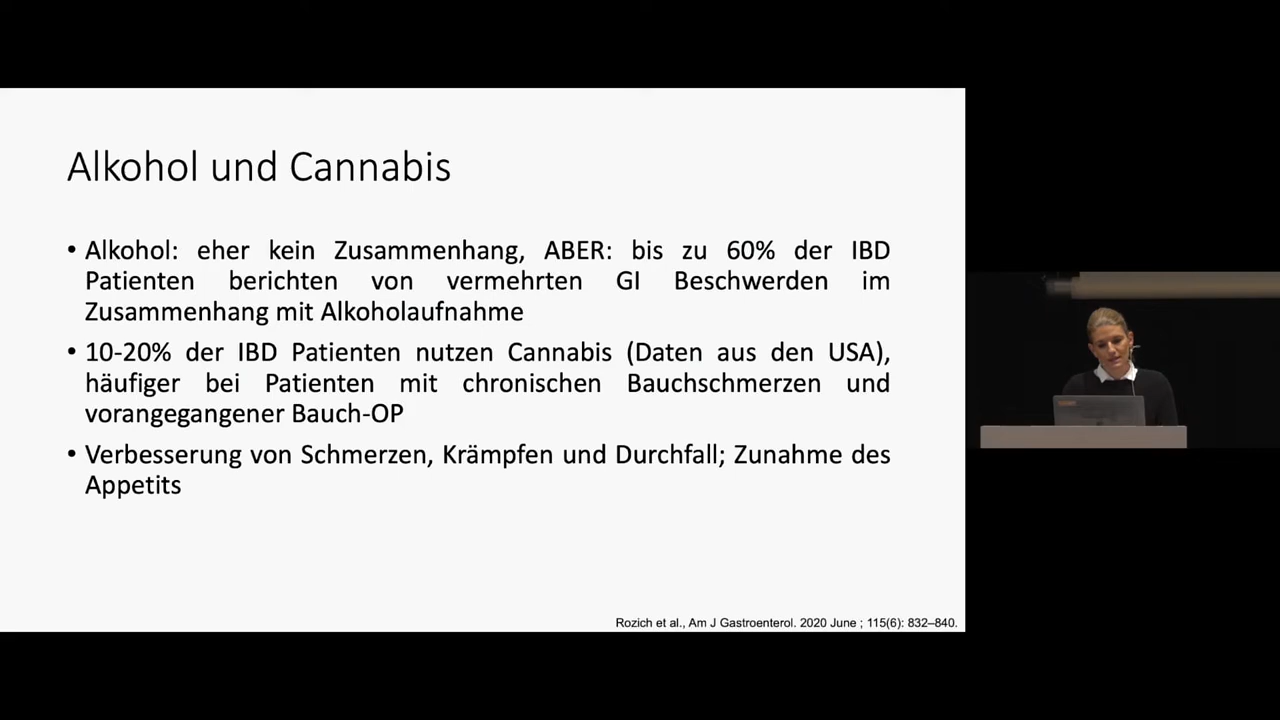 Alkohol und Cannabis
• Alkohol: eher kein Zusammenhang, ABER: bis zu 60% der IBD
Patienten berichten von vermehrten GI Beschwerden im
Zusammenhang mit Alkoholaufnahme
• 10-20% der IBD Patienten nutzen Cannabis (Daten aus den USA),
häufiger bei Patienten mit chronischen Bauchschmerzen und
vorangegangener Bauch-OP
• Verbesserung von Schmerzen, Krämpfen und Durchfall; Zunahme des
Appetits
Rozich et al., Am J Gastroenterol. 2020 June ; 115(6): 832–840.